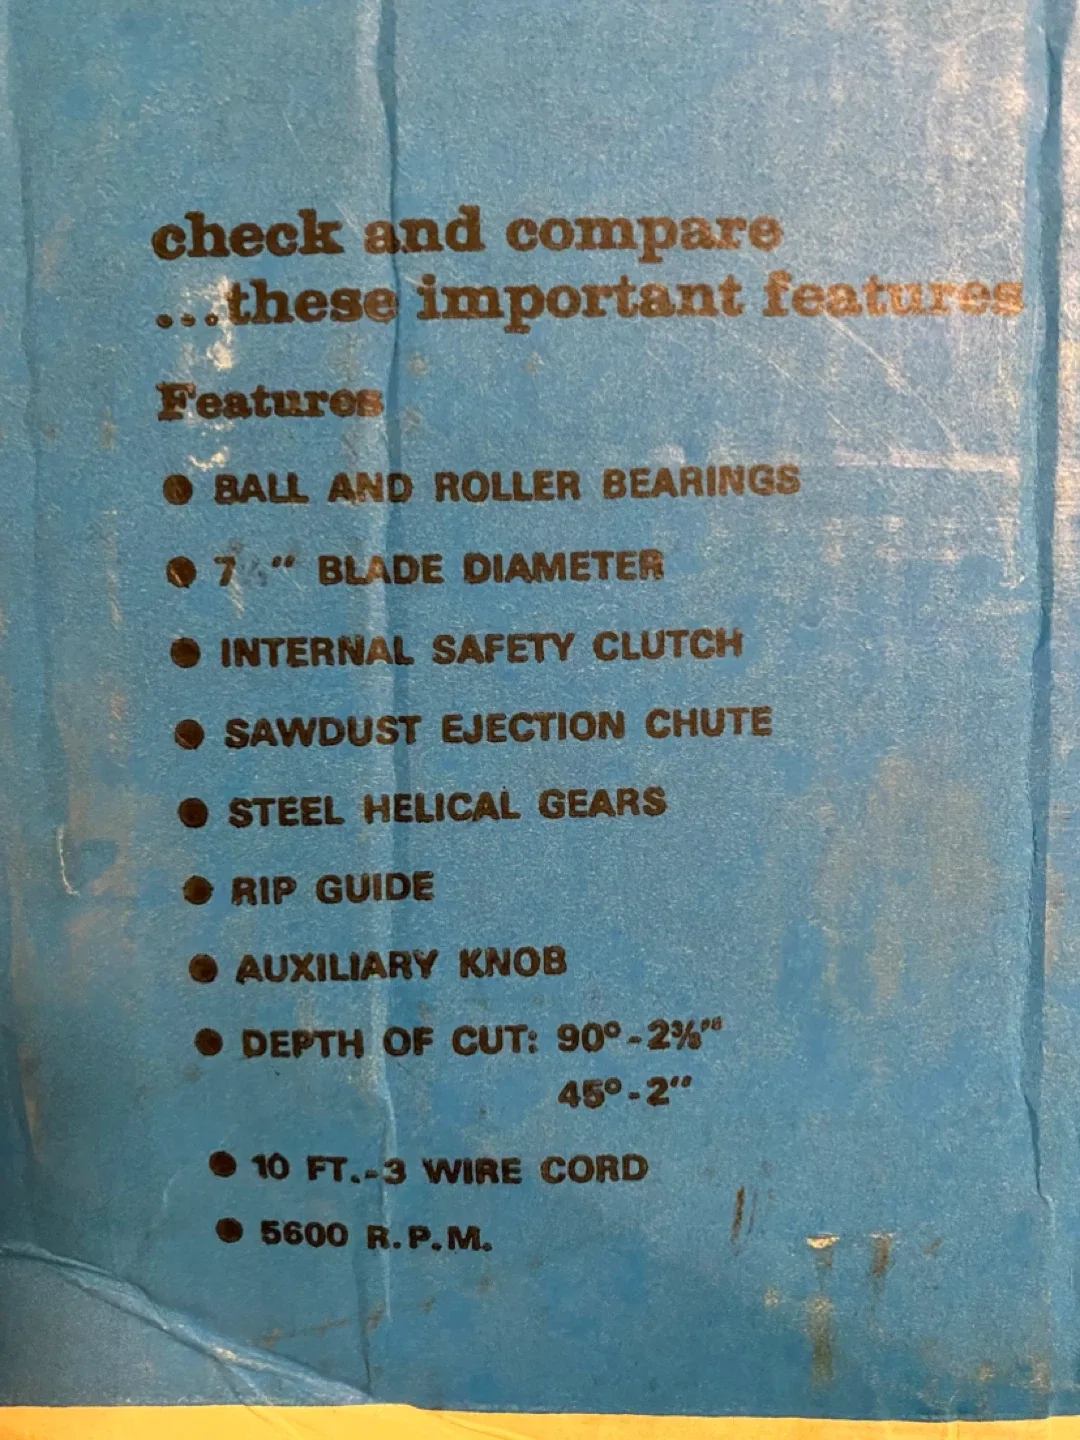 check and compare
...these important features
Features
● BALL AND ROLLER BEARINGS
● 7 " BLADE DIAMETER
● INTERNAL SAFETY CLUTCH
● SAWDUST EJECTION CHUTE
● STEEL HELICAL GEARS
● RIP GUIDE
● AUXILIARY KNOB
● DEPTH OF CUT: 90°-2⅜"
45°-2"
● 10 FT.-3 WIRE CORD
● 5600 R.P.M.